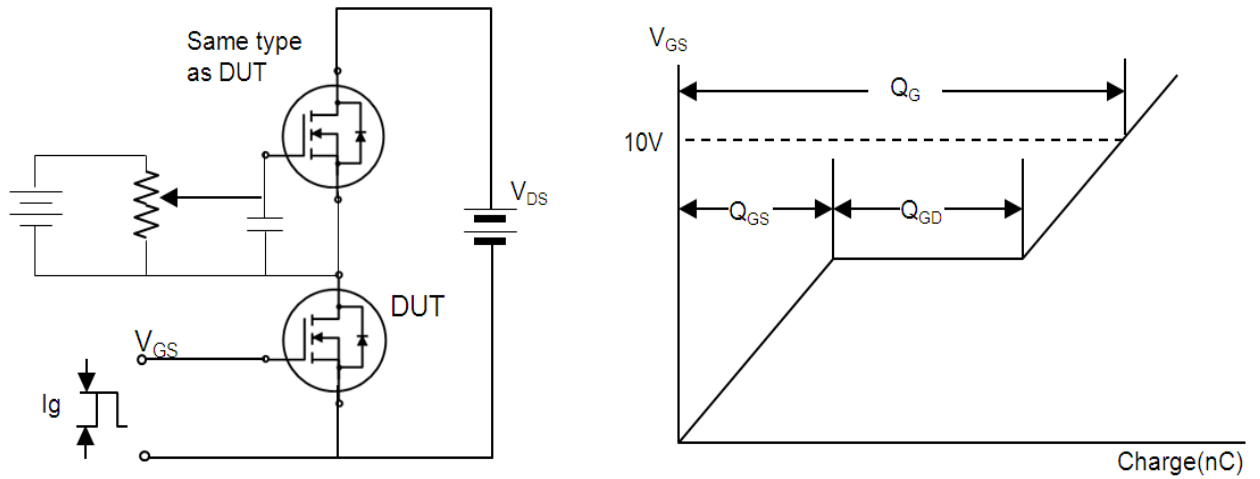 Same type
as DUT
V_DS
DUT
V_GS
Ig
V_GS
Q_G
10V
Q_GS
Q_GD
Charge(nC)